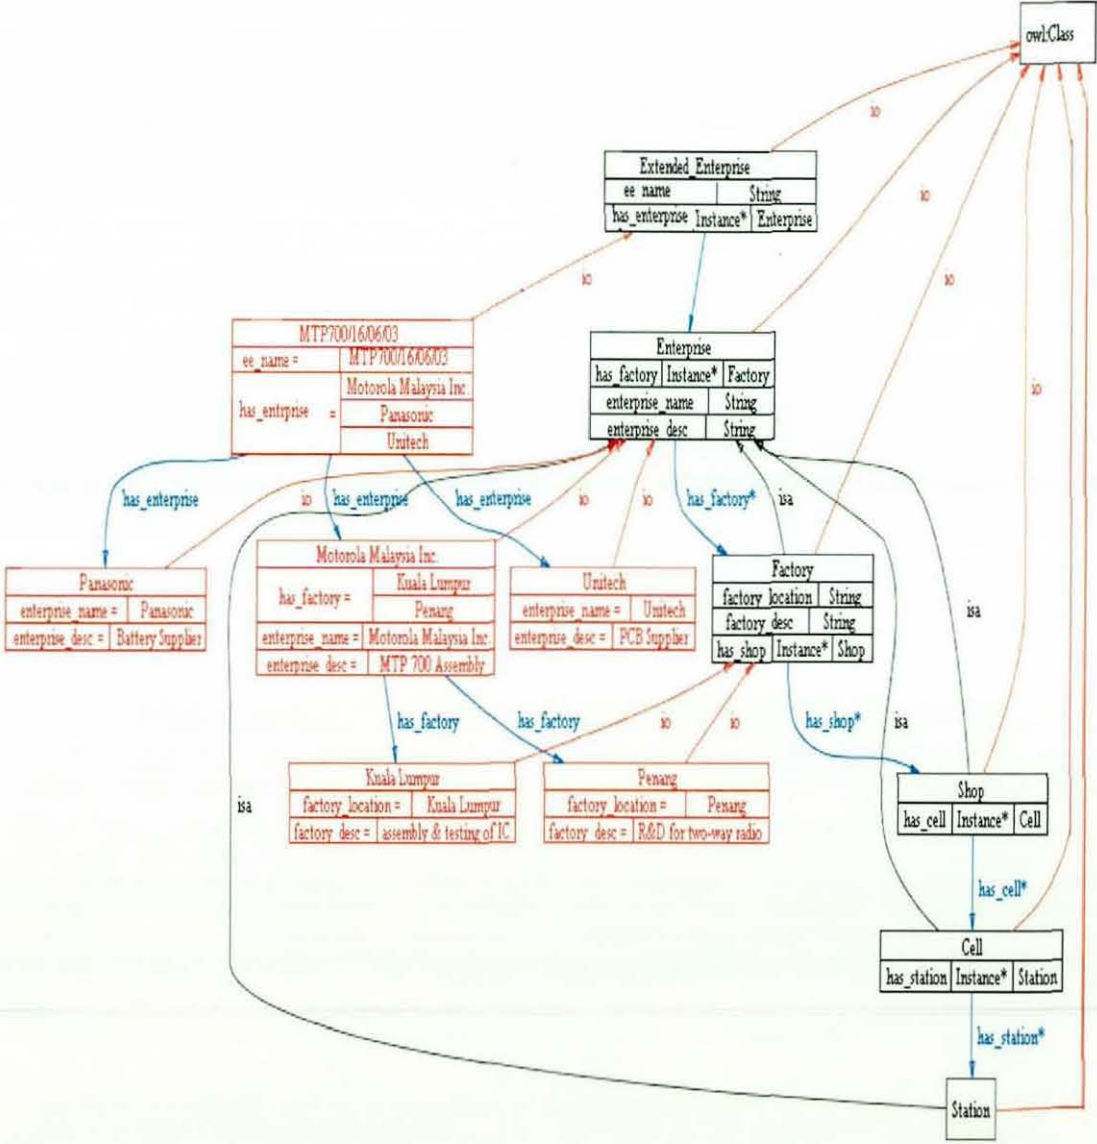 owl:Class
io
Extended_Enterprise
ee_name String
has_enterprise Instance* Enterprise
io
io
io
MTP700/16/06/03
ee_name = MTP700/16/06/03
has_entrprise = Motorola Malaysia Inc.
Panasonic
Unitech
Enterprise
has_factory Instance* Factory
enterprise_name String
enterprise_desc String
io
has_enterprise io has_enterprise has_enterprise io io has_factory* isa
Panasonic
enterprise_name = Panasonic
enterprise_desc = Battery Supplier
Motorola Malaysia Inc.
has_factory = Kuala Lumpur
Penang
enterprise_name = Motorola Malaysia Inc.
enterprise_desc = MTP 700 Assembly
Unitech
enterprise_name = Unitech
enterprise_desc = PCB Supplier
Factory
factory_location String
factory_desc String
has_shop Instance* Shop
isa
has_factory has_factory io io has_shop* isa
Kuala Lumpur
factory_location = Kuala Lumpur
factory_desc = assembly & testing of IC
Penang
factory_location = Penang
factory_desc = R&D for two-way radio
Shop
has_cell Instance* Cell
isa
has_cell*
Cell
has_station Instance* Station
has_station*
Station